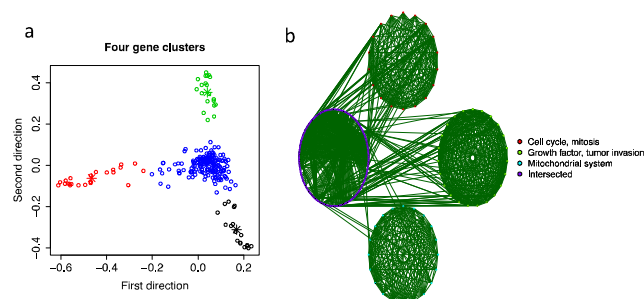 a
b
Four gene clusters
Second direction
0.4
0.2
0.0
−0.2
−0.4
−0.6
−0.4
−0.2
0.0
0.2
First direction
Cell cycle, mitosis
Growth factor, tumor invasion
Mitchondrial system
Intersected